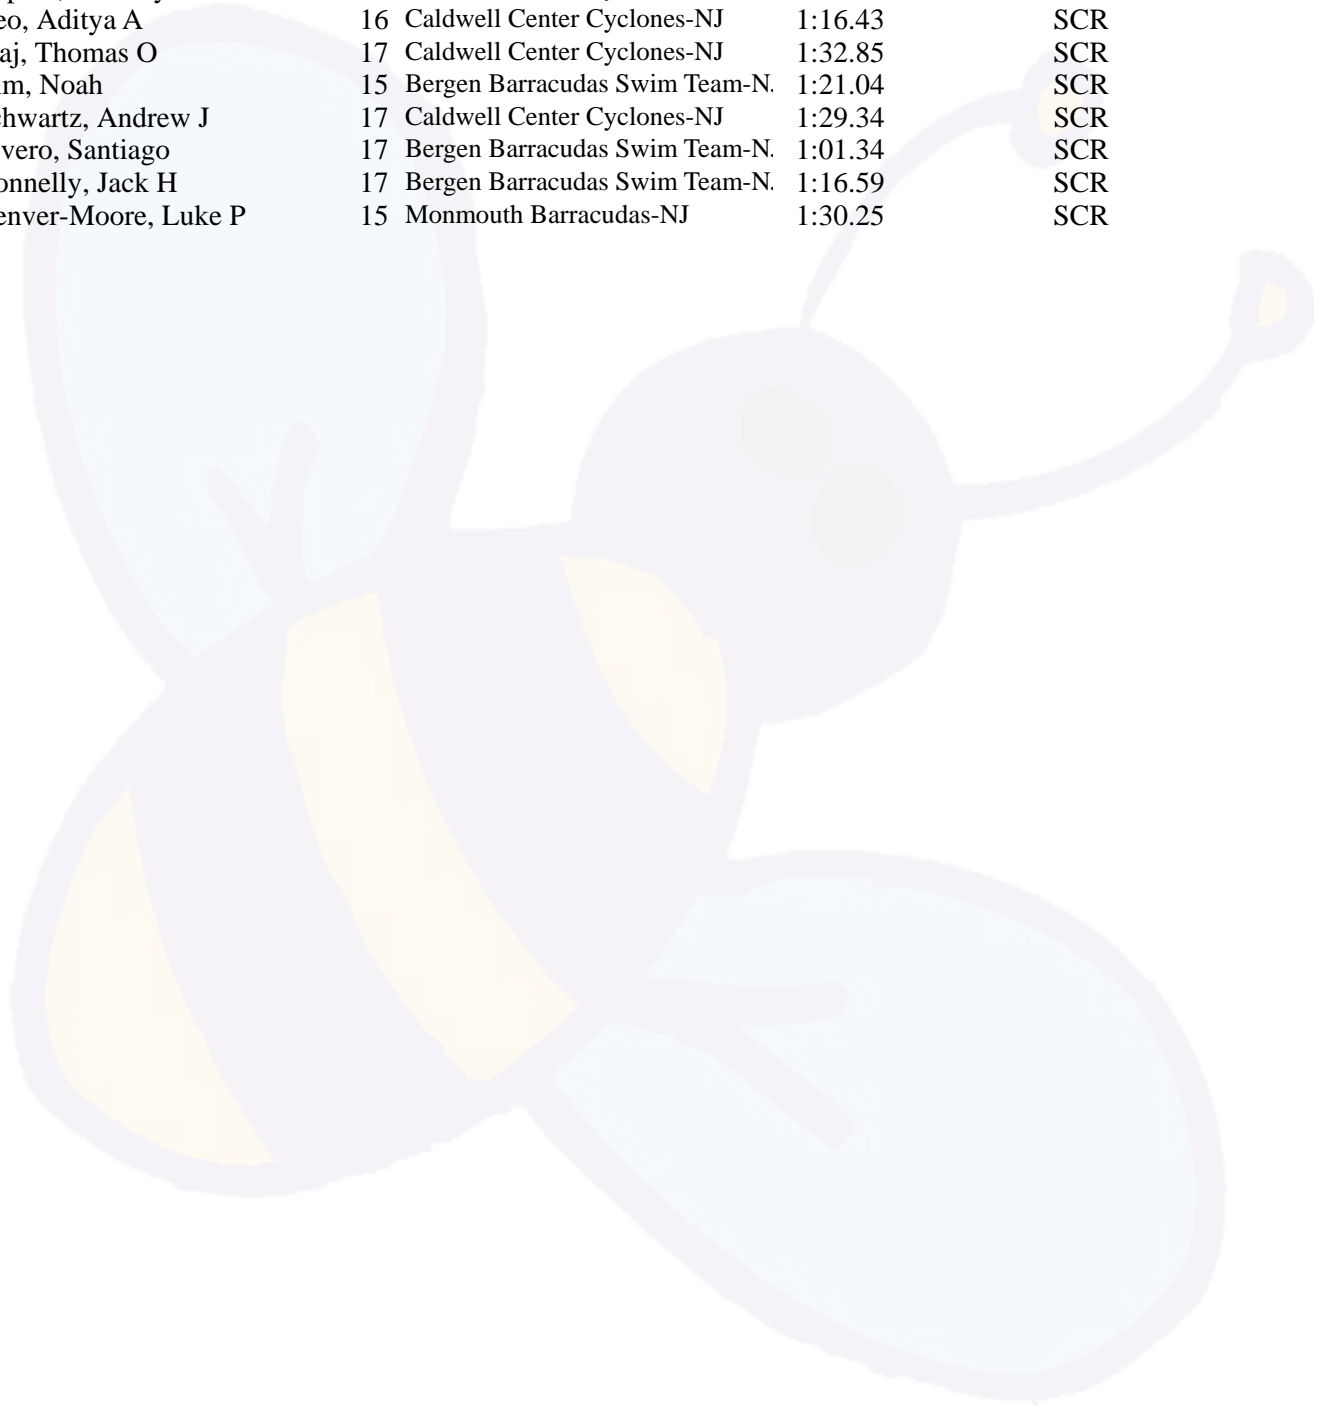 eo, Aditya A 16 Caldwell Center Cyclones-NJ 1:16.43 SCR
aj, Thomas O 17 Caldwell Center Cyclones-NJ 1:32.85 SCR
m, Noah 15 Bergen Barracudas Swim Team-N. 1:21.04 SCR
hwartz, Andrew J 17 Caldwell Center Cyclones-NJ 1:29.34 SCR
vero, Santiago 17 Bergen Barracudas Swim Team-N. 1:01.34 SCR
onnelly, Jack H 17 Bergen Barracudas Swim Team-N. 1:16.59 SCR
enver-Moore, Luke P 15 Monmouth Barracudas-NJ 1:30.25 SCR